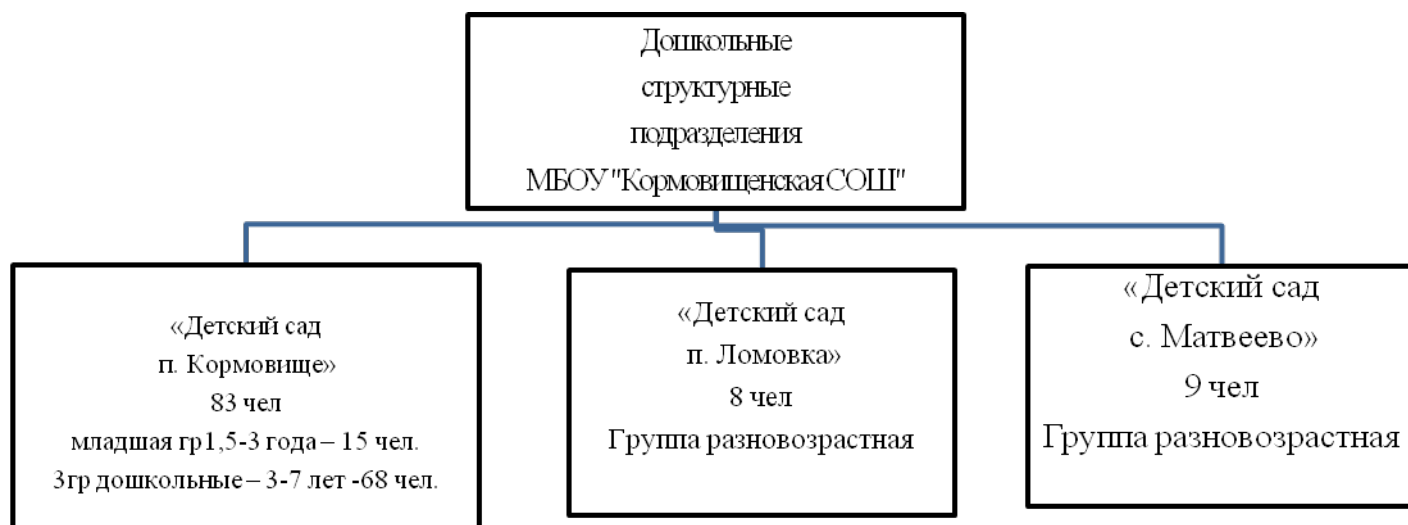 Дошкольные
структурные
подразделения
МБОУ "Кормовищенская СОШ"
«Детский сад
п. Кормовище»
83 чел
младшая гр1,5-3 года – 15 чел.
3гр дошкольные – 3-7 лет -68 чел.
«Детский сад
п. Ломовка»
8 чел
Группа разновозрастная
«Детский сад
с. Матвеево»
9 чел
Группа разновозрастная